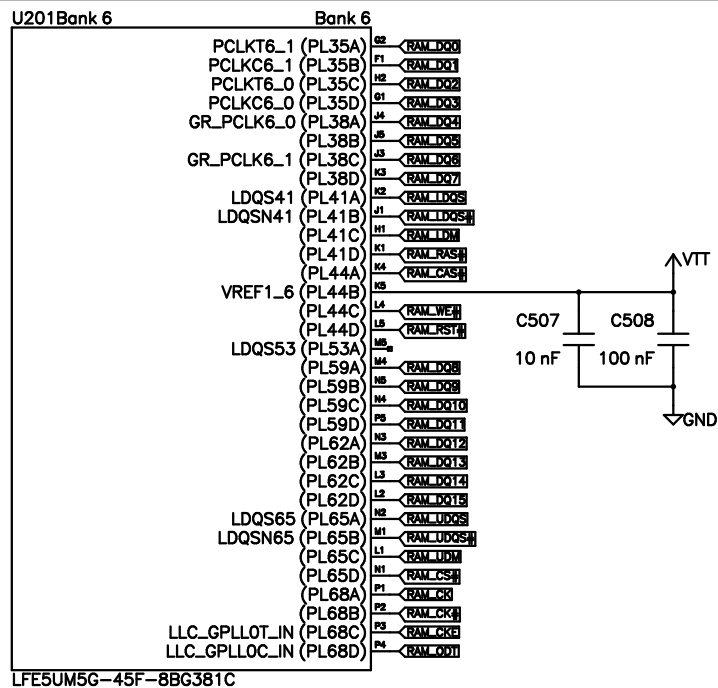 U201Bank 6 Bank 6
PCLKT6_1 (PL35A) G2 RAM_DQ0
PCLKC6_1 (PL35B) F1 RAM_DQ1
PCLKT6_0 (PL35C) H2 RAM_DQ2
PCLKC6_0 (PL35D) G1 RAM_DQ3
GR_PCLK6_0 (PL38A) J4 RAM_DQ4
(PL38B) J5 RAM_DQ5
GR_PCLK6_1 (PL38C) J3 RAM_DQ6
(PL38D) K3 RAM_DQ7
LDQS41 (PL41A) K2 RAM_LDQS
LDQSN41 (PL41B) J1 RAM_LDQS#
(PL41C) H1 RAM_LDM
(PL41D) K1 RAM_RAS#
(PL44A) K4 RAM_CAS#
VTT
VREF1_6 (PL44B) K5
(PL44C) L4 RAM_WE#
(PL44D) L5 RAM_RST#
C507 C508
LDQS53 (PL53A) M5
10 nF 100 nF
(PL59A) M4 RAM_DQ8
(PL59B) N5 RAM_DQ9
(PL59C) N4 RAM_DQ10
(PL59D) P5 RAM_DQ11
GND
(PL62A) N3 RAM_DQ12
(PL62B) M3 RAM_DQ13
(PL62C) L3 RAM_DQ14
(PL62D) L2 RAM_DQ15
LDQS65 (PL65A) N2 RAM_UDQS
LDQSN65 (PL65B) M1 RAM_UDQS#
(PL65C) L1 RAM_UDM
(PL65D) N1 RAM_CS#
(PL68A) P1 RAM_CK
(PL68B) P2 RAM_CK#
LLC_GPLL0T_IN (PL68C) P3 RAM_CKE
LLC_GPLL0C_IN (PL68D) P4 RAM_ODT
LFE5UM5G-45F-8BG381C